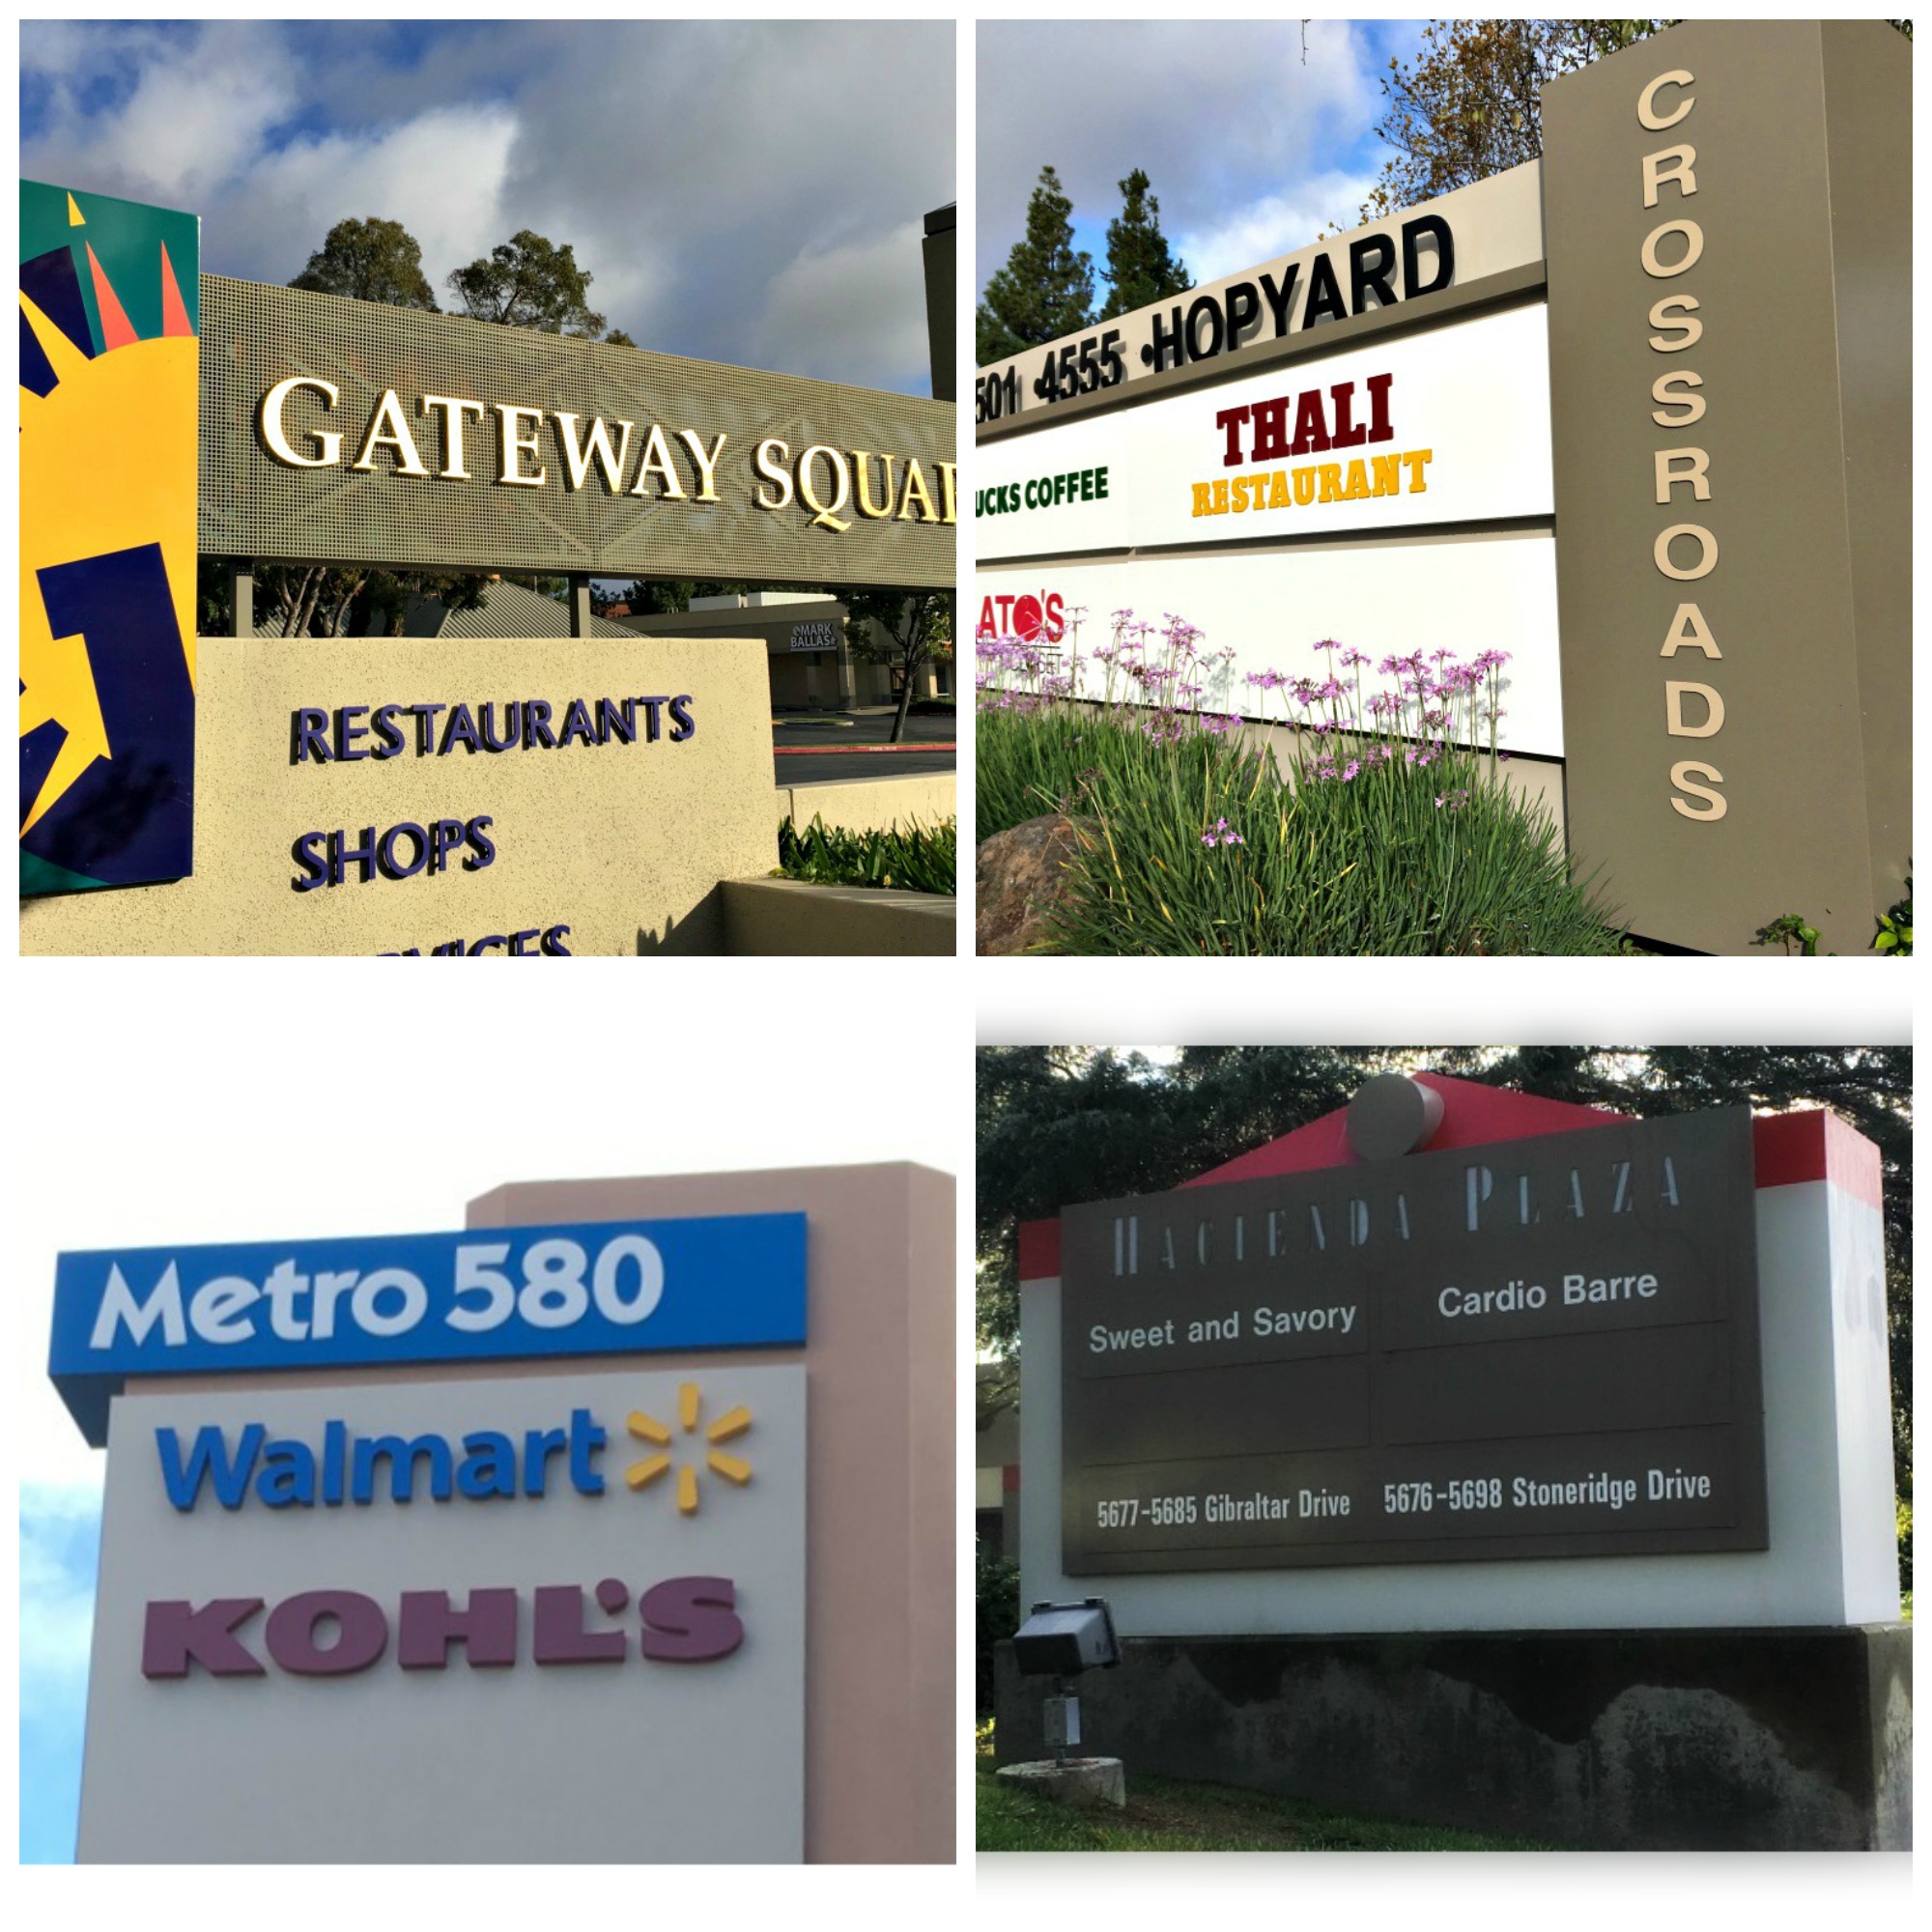 GATEWAY SQUA
MARK
BALLAS
RESTAURANTS
SHOPS
501 •4555 •HOPYARD
UCKS COFFEE
THALI
RESTAURANT
ATO'S
CROSSROADS
Metro 580
Walmart
KOHL'S
HACIENDA PLAZA
Sweet and Savory
Cardio Barre
5677-5685 Gibraltar Drive
5676-5698 Stoneridge Drive